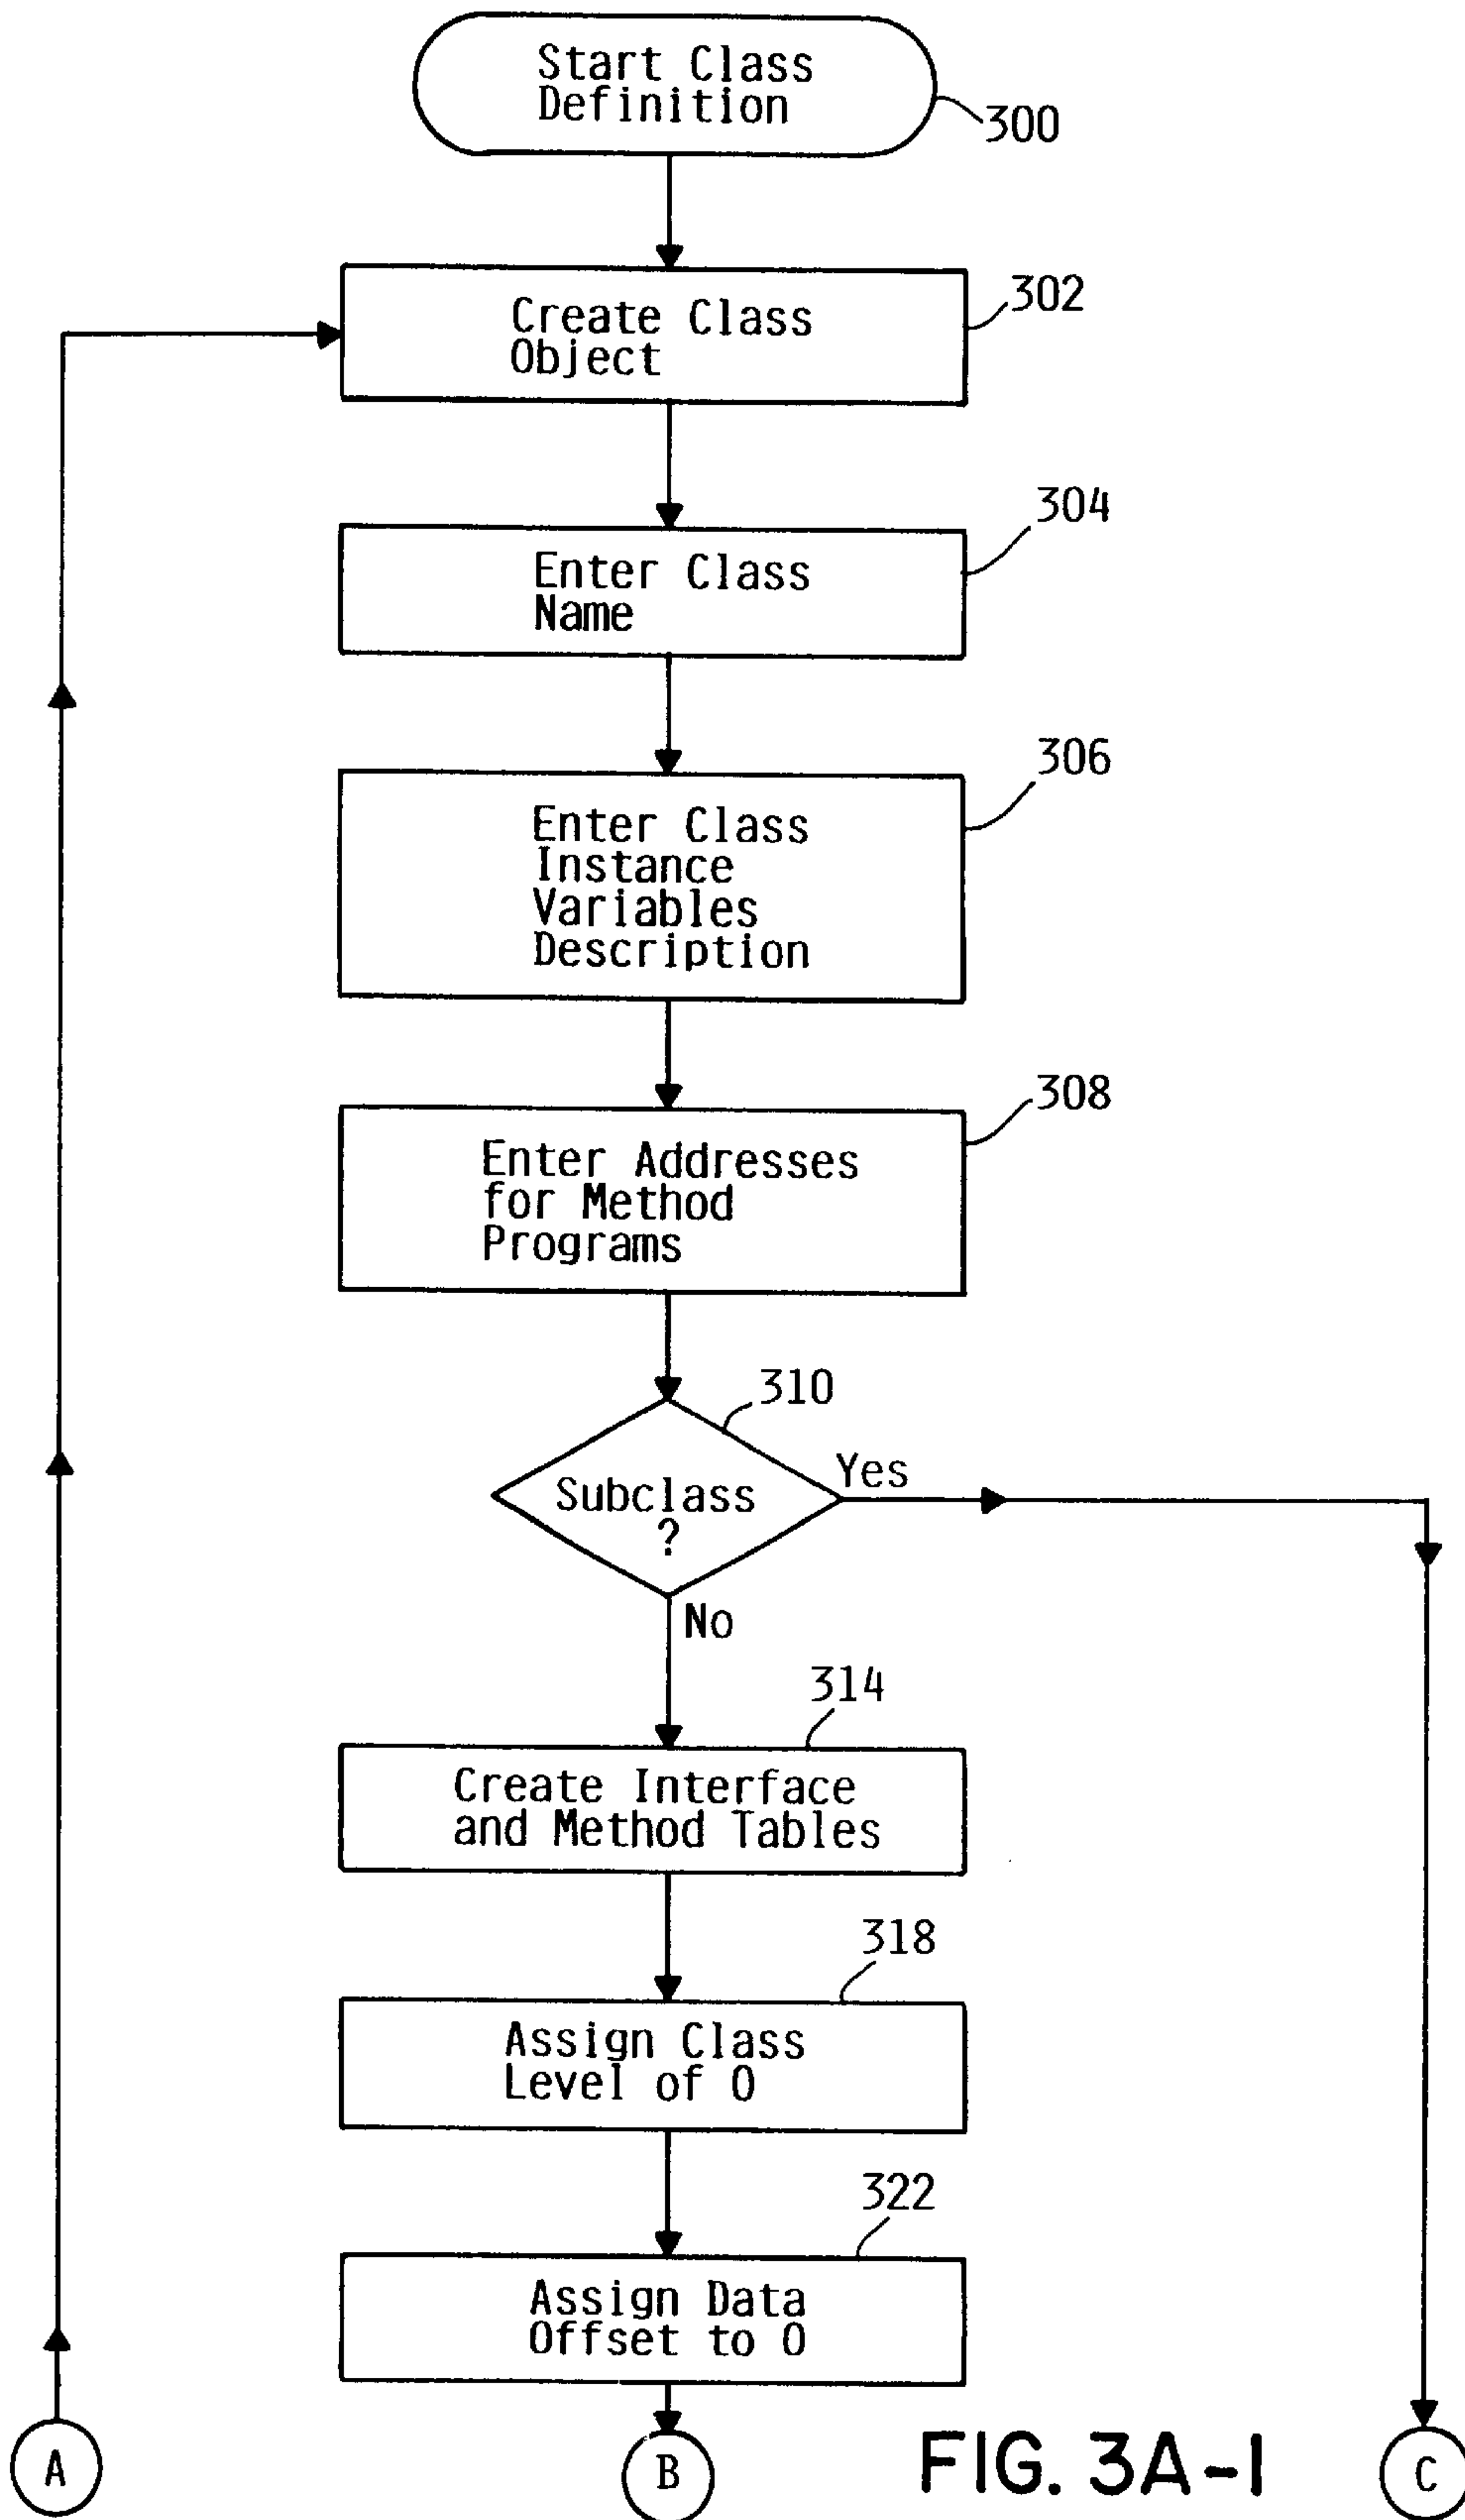 Start Class
Definition
300
Create Class
Object
302
Enter Class
Name
304
Enter Class
Instance
Variables
Description
306
Enter Addresses
for Method
Programs
308
310
Subclass
?
Yes
No
314
Create Interface
and Method Tables
318
Assign Class
Level of 0
322
Assign Data
Offset to 0
A
B
FIG. 3A-1
C